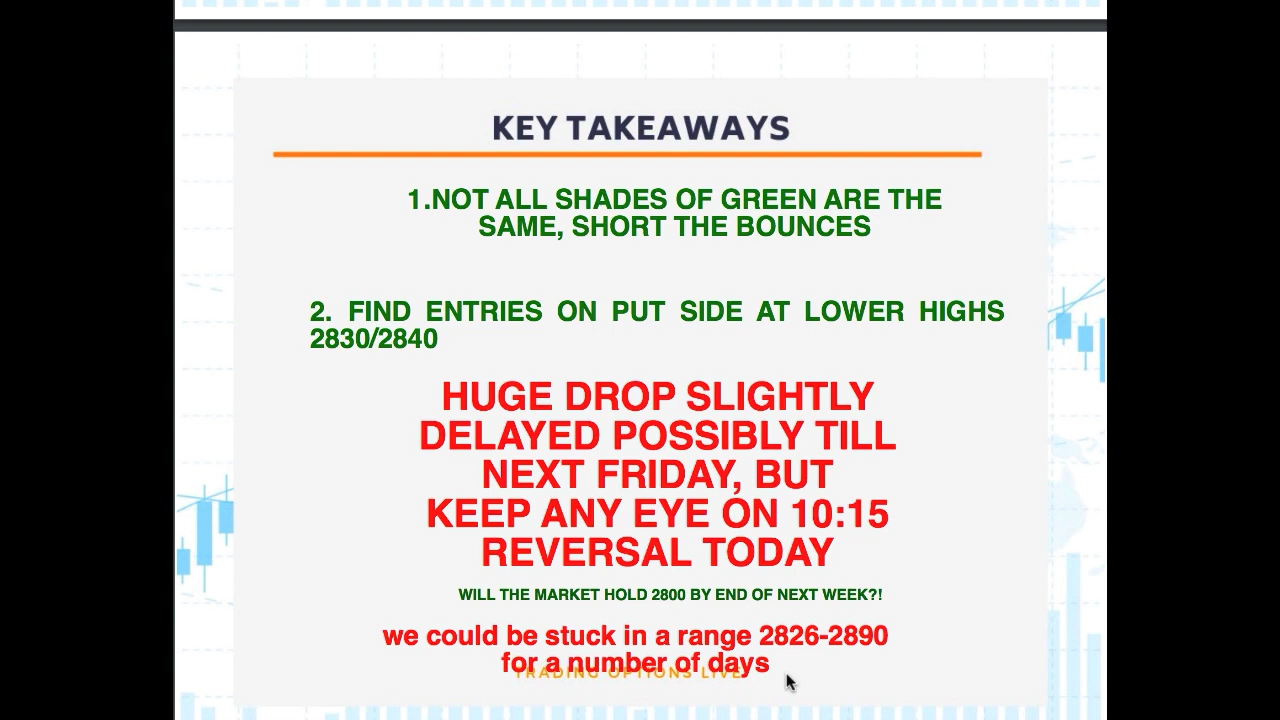 KEY TAKEAWAYS
1.NOT ALL SHADES OF GREEN ARE THE
SAME, SHORT THE BOUNCES
2. FIND ENTRIES ON PUT SIDE AT LOWER HIGHS
2830/2840
HUGE DROP SLIGHTLY
DELAYED POSSIBLY TILL
NEXT FRIDAY, BUT
KEEP ANY EYE ON 10:15
REVERSAL TODAY
WILL THE MARKET HOLD 2800 BY END OF NEXT WEEK?!
we could be stuck in a range 2826-2890
for a number of days
TRADING OPTIONS LIVE